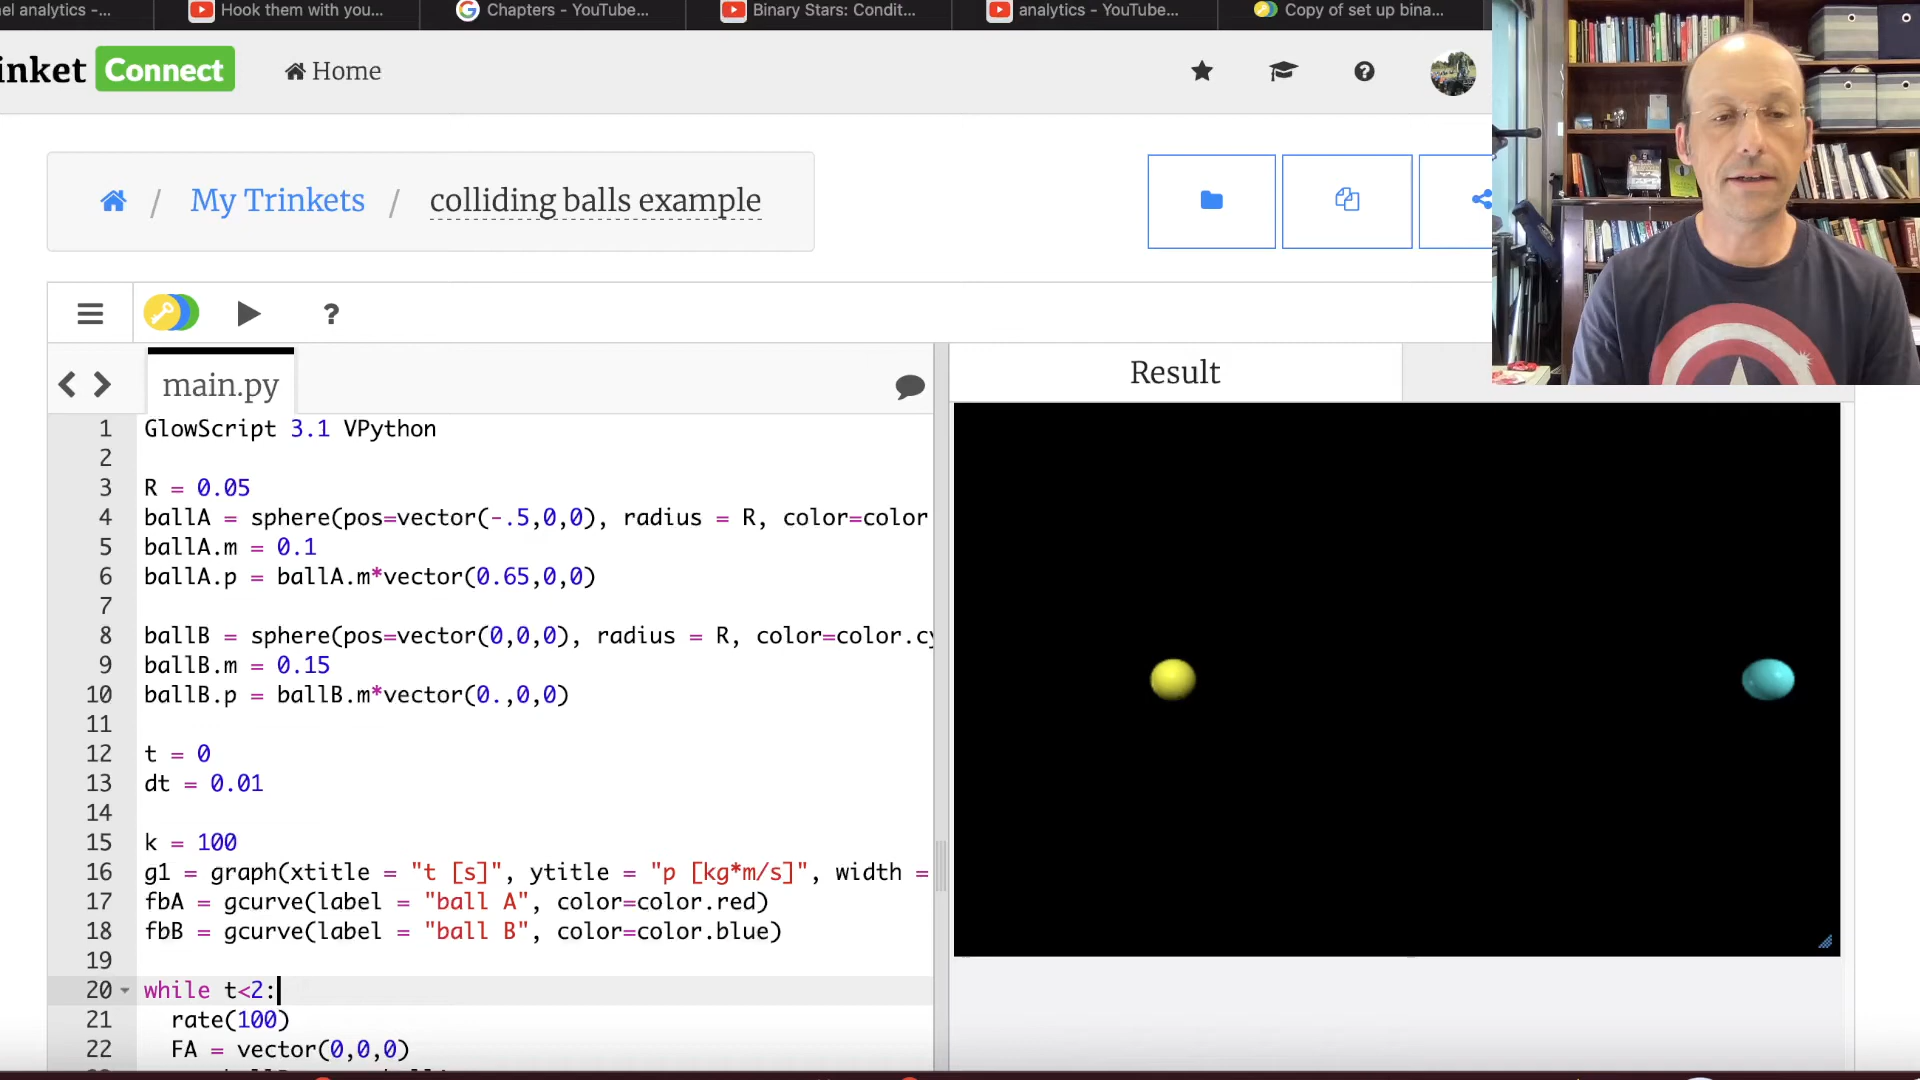 analytics -...
Hook them with you...
Chapters - YouTube...
Binary Stars: Condit...
analytics - YouTube...
Copy of set up bina...
inket Connect
Home
/ My Trinkets / colliding balls example
?
main.py
Result
1 GlowScript 3.1 VPython
2
3 R = 0.05
4 ballA = sphere(pos=vector(-.5,0,0), radius = R, color=color
5 ballA.m = 0.1
6 ballA.p = ballA.m*vector(0.65,0,0)
7
8 ballB = sphere(pos=vector(0,0,0), radius = R, color=color.cy
9 ballB.m = 0.15
10 ballB.p = ballB.m*vector(0.,0,0)
11
12 t = 0
13 dt = 0.01
14
15 k = 100
16 g1 = graph(xtitle = "t [s]", ytitle = "p [kg*m/s]", width =
17 fbA = gcurve(label = "ball A", color=color.red)
18 fbB = gcurve(label = "ball B", color=color.blue)
19
20 while t<2:
21 rate(100)
22 FA = vector(0,0,0)